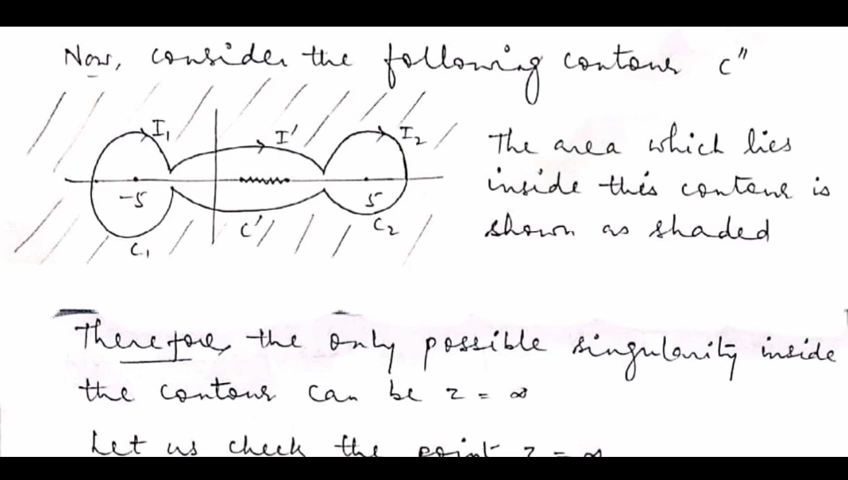 Now, consider the following contour c"
I₁
I'
I₂
The area which lies
inside this contour is
shown as shaded
-5
5
c'
c₂
c₁
Therefore, the only possible singularity inside
the contour can be z = ∞
Let us check the point z = ∞